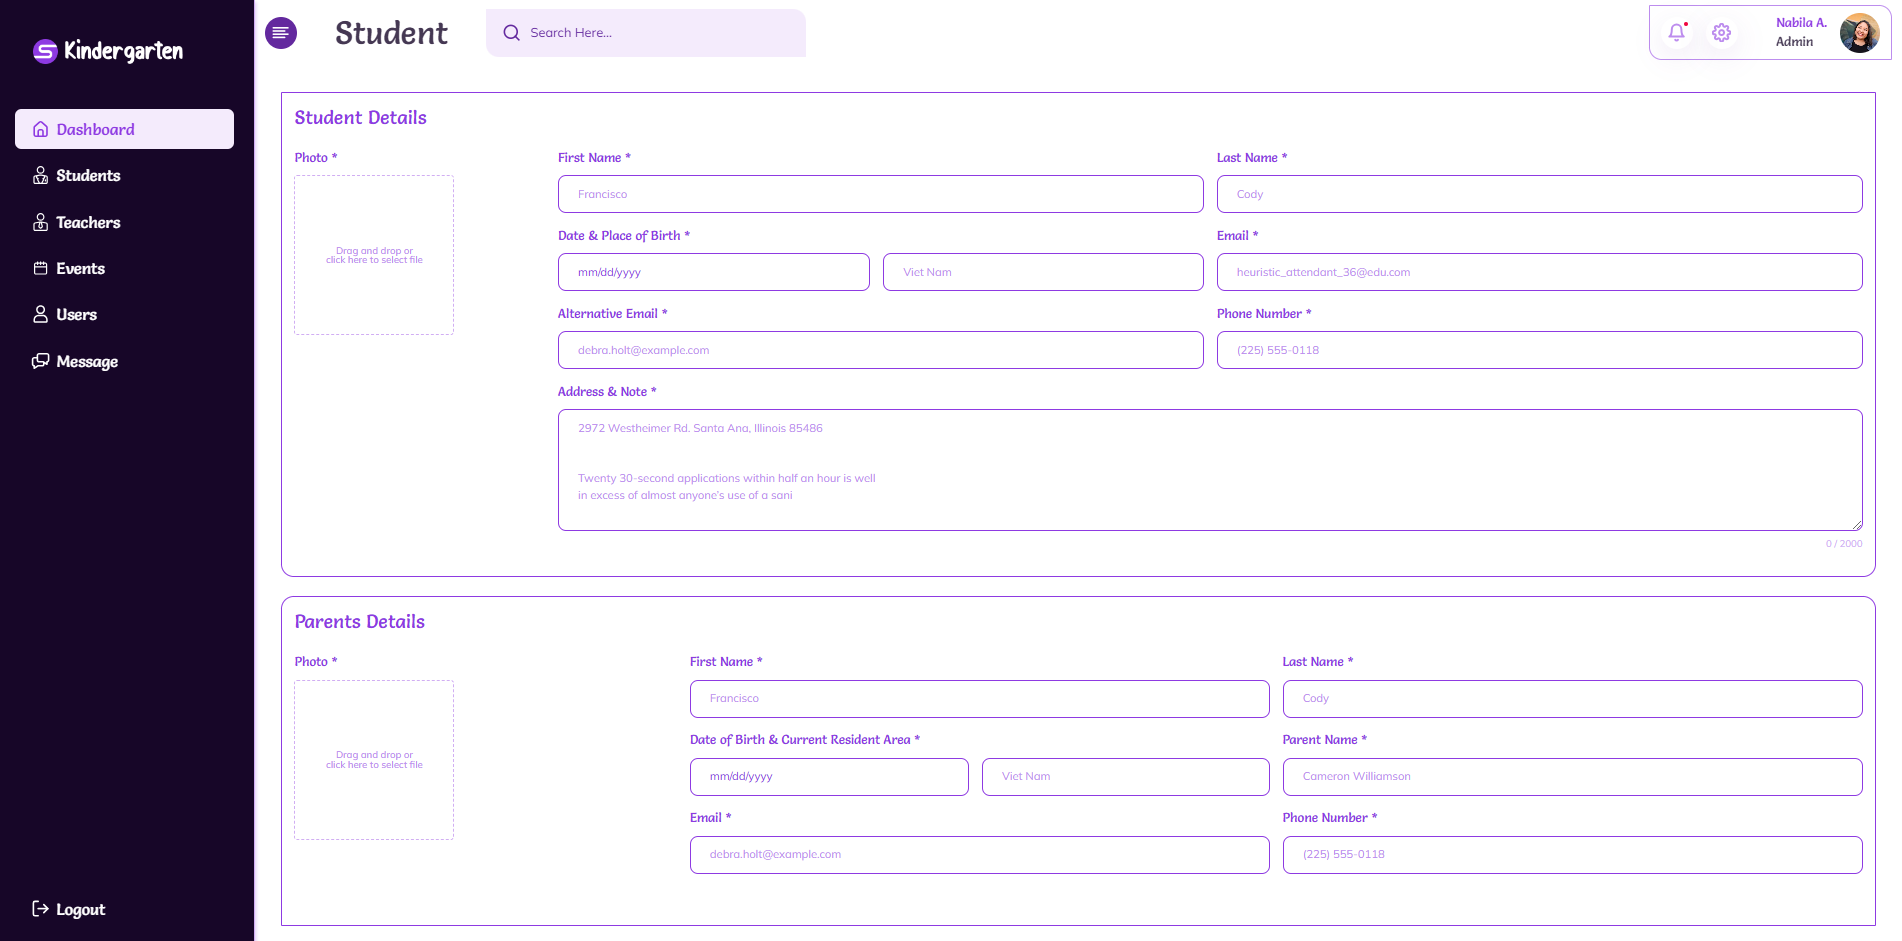 Kindergarten
Dashboard
Students
Teachers
Events
Users
Message
Logout
Student
Search Here...
Nabila A.
Admin
Student Details
Photo *
Drag and drop or
click here to select file
First Name *
Francisco
Last Name *
Cody
Date & Place of Birth *
mm/dd/yyyy
Viet Nam
Email *
heuristic_attendant_36@edu.com
Alternative Email *
debra.holt@example.com
Phone Number *
(225) 555-0118
Address & Note *
2972 Westheimer Rd. Santa Ana, Illinois 85486
Twenty 30-second applications within half an hour is well
in excess of almost anyone's use of a sani
0 / 2000
Parents Details
Photo *
Drag and drop or
click here to select file
First Name *
Francisco
Last Name *
Cody
Date of Birth & Current Resident Area *
mm/dd/yyyy
Viet Nam
Parent Name *
Cameron Williamson
Email *
debra.holt@example.com
Phone Number *
(225) 555-0118